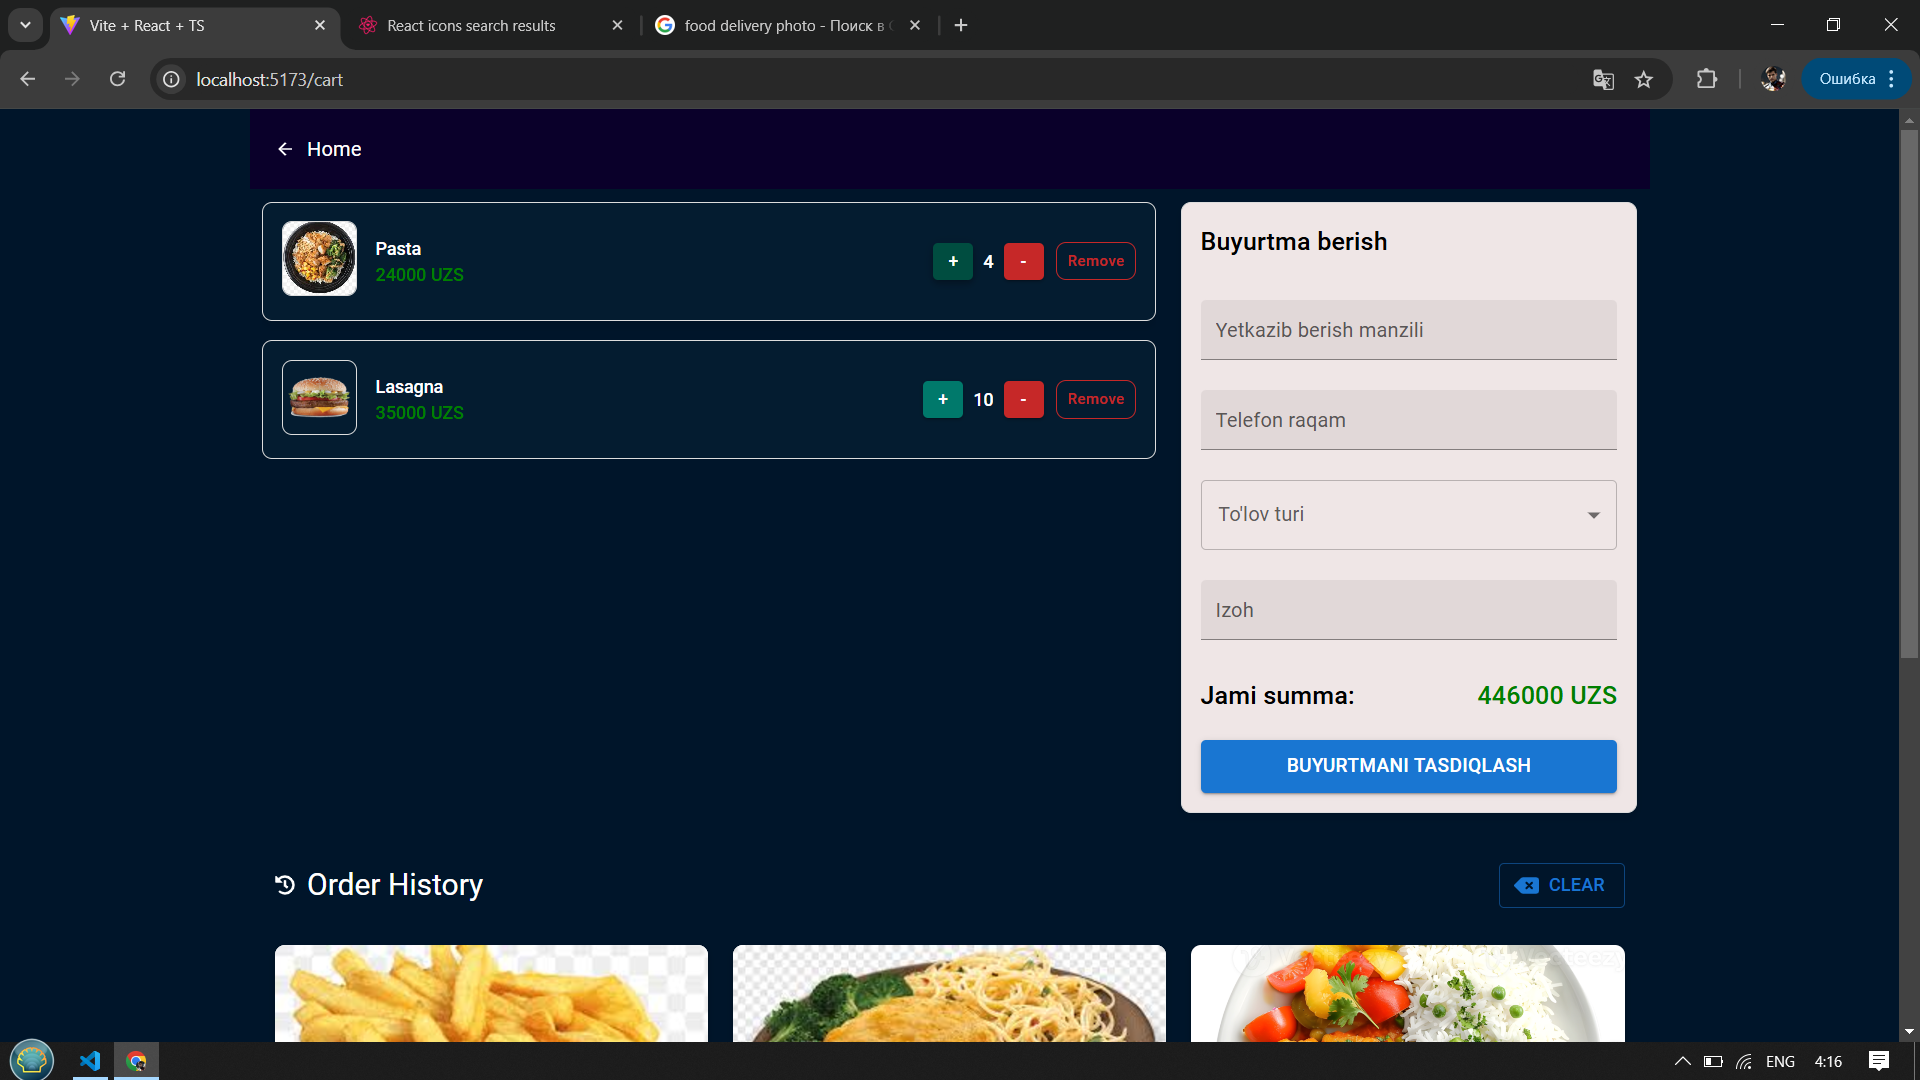 Vite + React + TS
React icons search results
food delivery photo - Поиск в
localhost:5173/cart
Ошибка
Home
Pasta
24000 UZS
+ 4 - Remove
Lasagna
35000 UZS
+ 10 - Remove
Buyurtma berish
Yetkazib berish manzili
Telefon raqam
To'lov turi
Izoh
Jami summa: 446000 UZS
BUYURTMANI TASDIQLASH
Order History
CLEAR
ENG 4:16